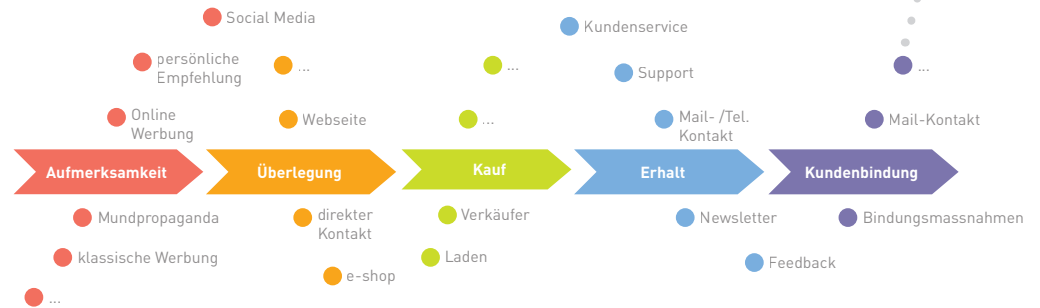 Social Media
Kundenservice
persönliche
Empfehlung
...
...
Support
...
Online
Werbung
Webseite
...
Mail- /Tel.
Kontakt
Mail-Kontakt
Aufmerksamkeit
Überlegung
Kauf
Erhalt
Kundenbindung
Mundpropaganda
direkter
Kontakt
Verkäufer
Newsletter
Bindungsmassnahmen
klassische Werbung
Laden
Feedback
e-shop
...